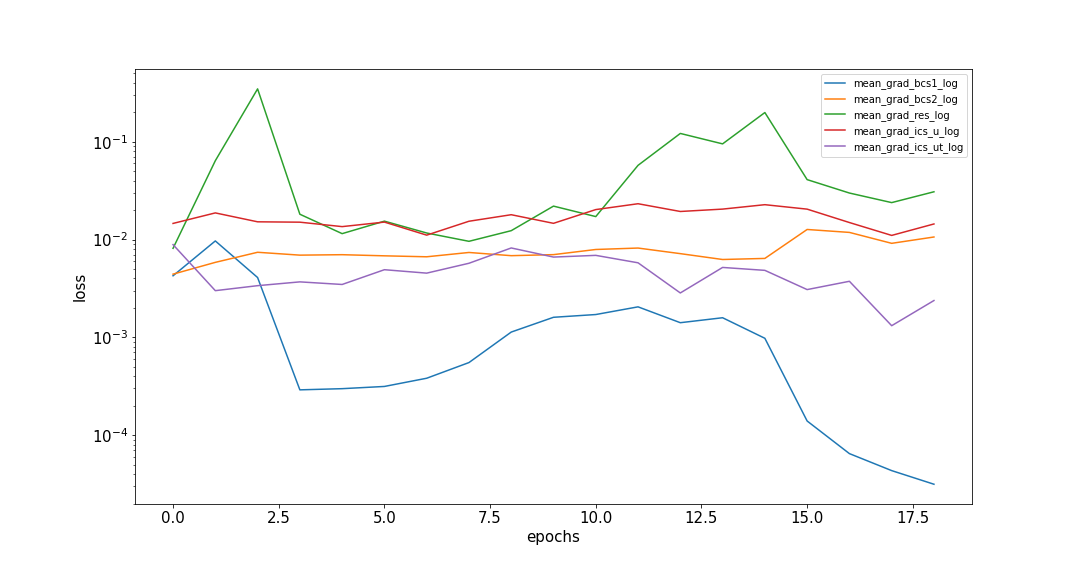 mean_grad_bcs1_log
mean_grad_bcs2_log
mean_grad_res_log
mean_grad_ics_u_log
mean_grad_ics_ut_log
10⁻¹
10⁻²
10⁻³
10⁻⁴
loss
0.0 2.5 5.0 7.5 10.0 12.5 15.0 17.5
epochs